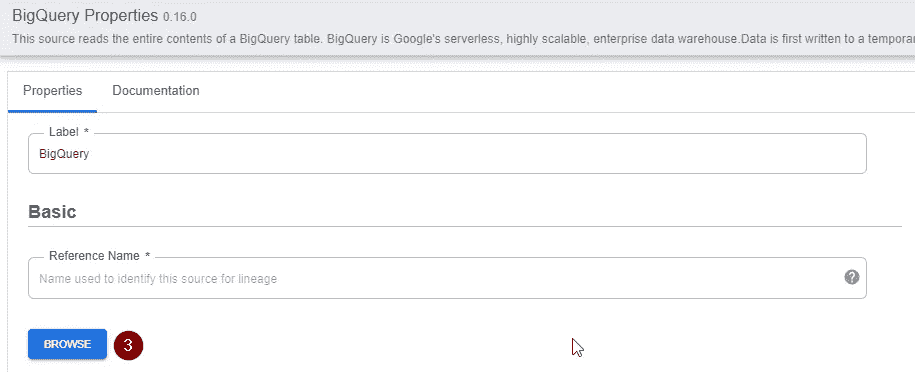 BigQuery Properties 0.16.0
This source reads the entire contents of a BigQuery table. BigQuery is Google's serverless, highly scalable, enterprise data warehouse.Data is first written to a temporar
Properties Documentation
Label *
BigQuery
Basic
Reference Name *
Name used to identify this source for lineage
?
BROWSE 3